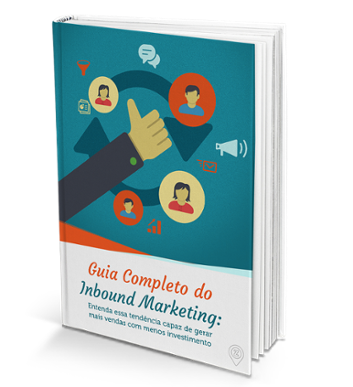 Guia Completo do
Inbound Marketing:
Entenda essa tendência capaz de gerar
mais vendas com menos investimento